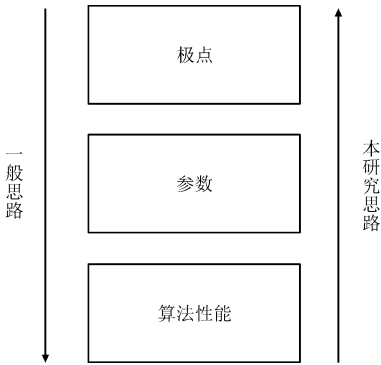 极点
一般思路
参数
本研究思路
算法性能